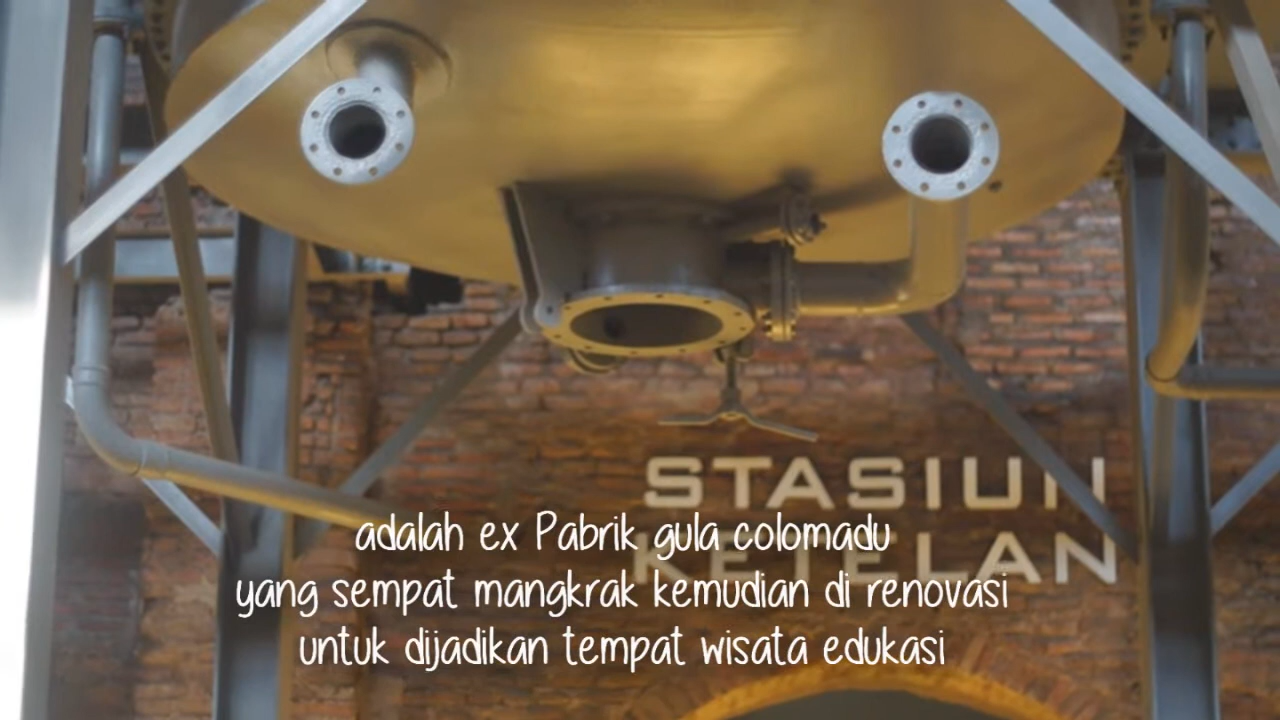 STASIUN
KETELAN
adalah ex Pabrik gula colomadu
yang sempat mangkrak kemudian di renovasi
untuk dijadikan tempat wisata edukasi